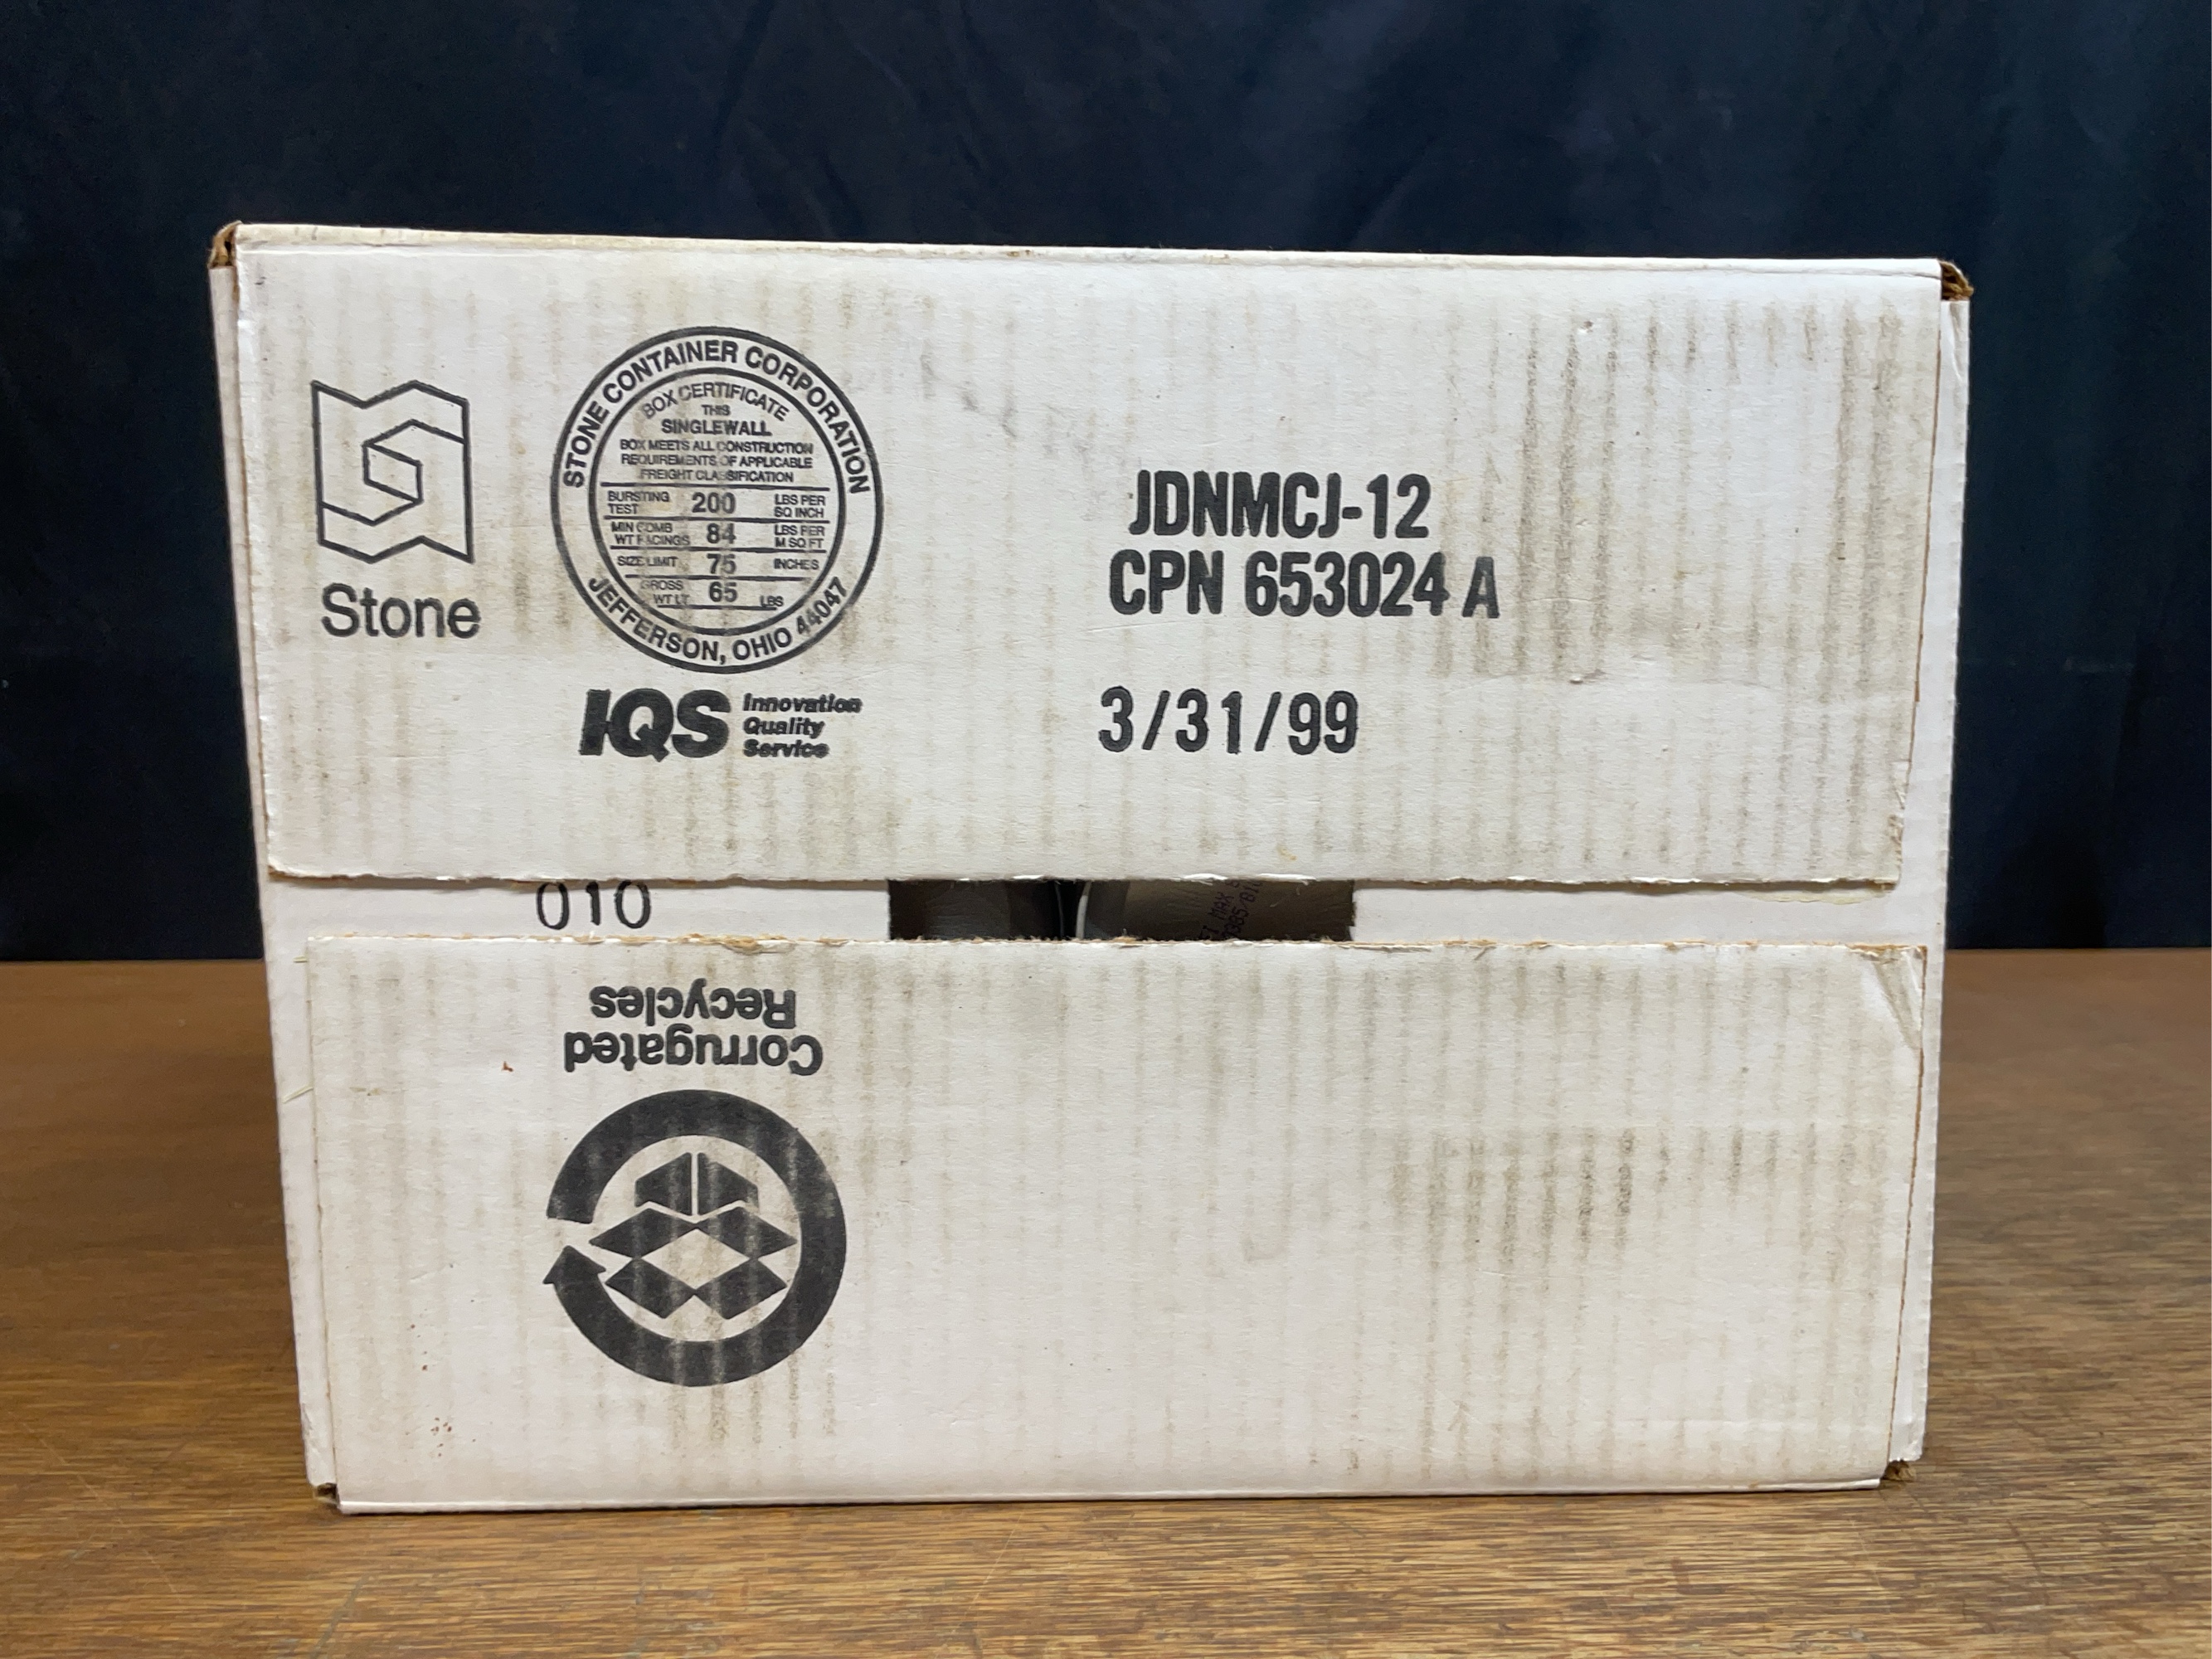 Stone
STONE CONTAINER CORPORATION
BOX CERTIFICATE
THIS
SINGLEWALL
BOX MEETS ALL CONSTRUCTION
REQUIREMENTS OF APPLICABLE
FREIGHT CLASSIFICATION
BURSTING TEST 200 LBS PER SQ INCH
MIN COMB WT FACINGS 84 LBS PER M SQ FT
SIZE LIMIT 75 INCHES
GROSS WT LT 65 LBS
JEFFERSON, OHIO 44047
IQS Innovation
Quality
Service
JDNMCJ-12
CPN 653024 A
3/31/99
010
Corrugated
Recycles